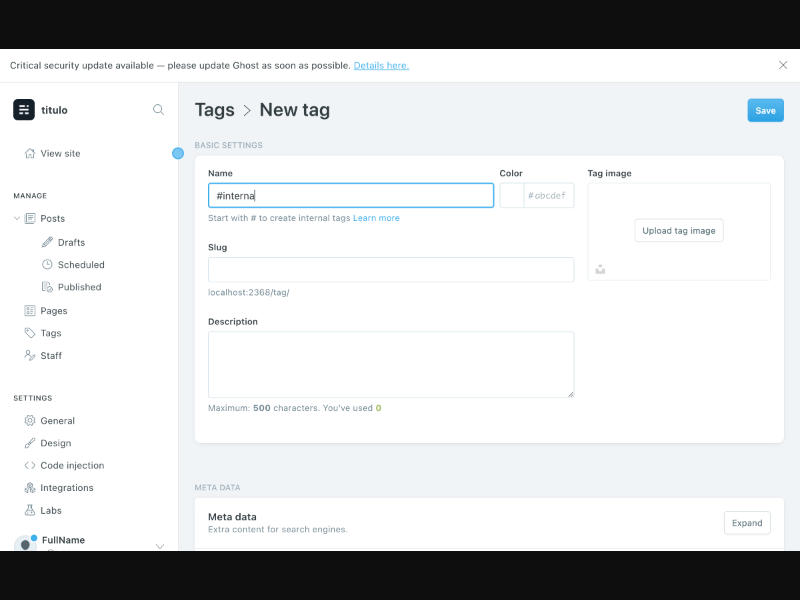 Critical security update available — please update Ghost as soon as possible. Details here.
titulo
View site
MANAGE
Posts
Drafts
Scheduled
Published
Pages
Tags
Staff
SETTINGS
General
Design
Code injection
Integrations
Labs
FullName
Tags > New tag
Save
BASIC SETTINGS
Name
#interna
Start with # to create internal tags Learn more
Color
#abcdef
Tag image
Upload tag image
Slug
localhost:2368/tag/
Description
Maximum: 500 characters. You've used 0
META DATA
Meta data
Extra content for search engines.
Expand